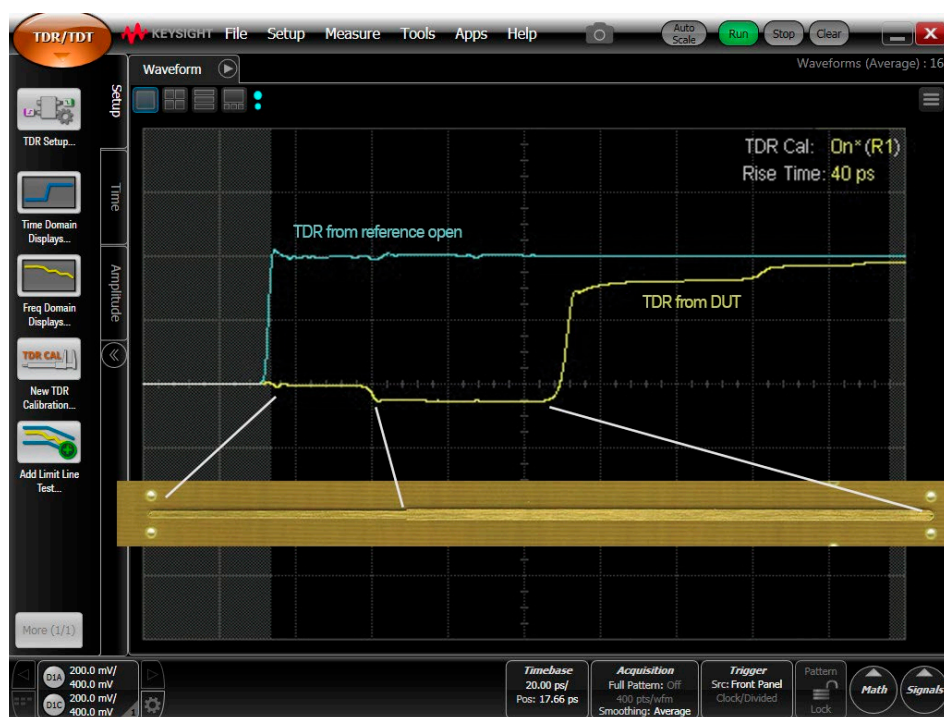 TDR/TDT
KEYSIGHT File Setup Measure Tools Apps Help
Auto Scale
Run
Stop
Clear
Waveform
Waveforms (Average) : 16
Setup
Time
Amplitude
TDR Setup...
Time Domain
Displays...
Freq Domain
Displays...
TDR CAL
New TDR
Calibration...
Add Limit Line
Test...
More (1/1)
TDR Cal: On* (R1)
Rise Time: 40 ps
TDR from reference open
TDR from DUT
D1A
200.0 mV/
400.0 mV
D1C
200.0 mV/
400.0 mV
1
Timebase
20.00 ps/
Pos: 17.66 ps
Acquisition
Full Pattern: Off
400 pts/wfm
Smoothing: Average
Trigger
Src: Front Panel
Clock/Divided
Pattern
Lock
Math
Signals